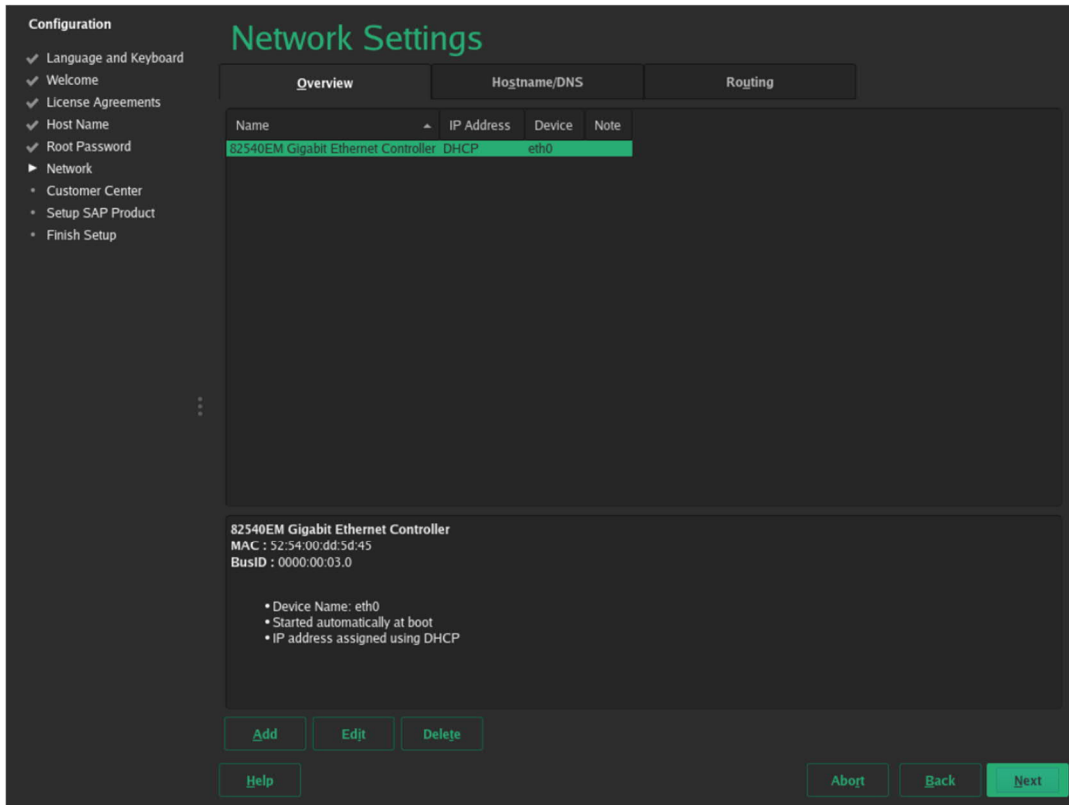 Configuration
Language and Keyboard
Welcome
License Agreements
Host Name
Root Password
Network
Customer Center
Setup SAP Product
Finish Setup
Network Settings
Overview
Hostname/DNS
Routing
Name IP Address Device Note
82540EM Gigabit Ethernet Controller DHCP eth0
82540EM Gigabit Ethernet Controller
MAC : 52:54:00:dd:5d:45
BusID : 0000:00:03.0
• Device Name: eth0
• Started automatically at boot
• IP address assigned using DHCP
Add Edit Delete
Help Abort Back Next